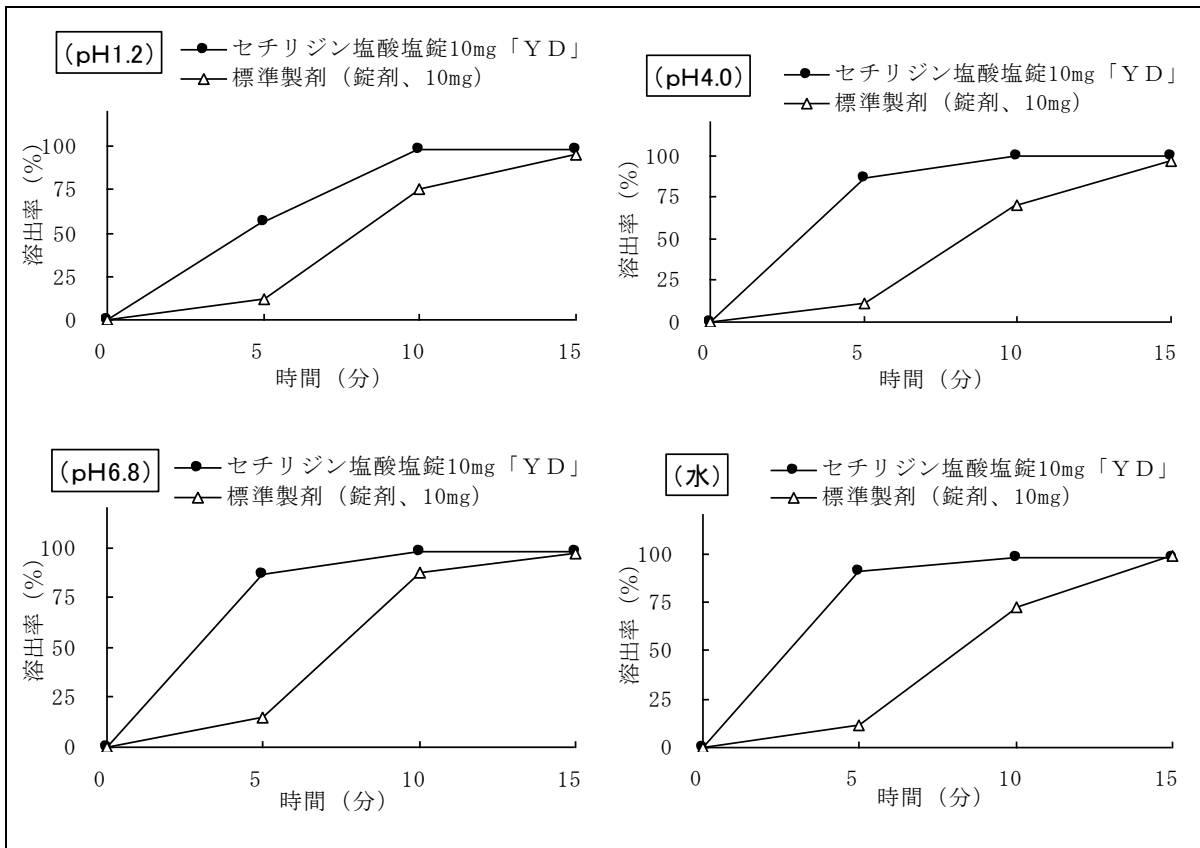 (pH1.2)
セチリジン塩酸塩錠10mg「ＹＤ」
標準製剤（錠剤、10mg）
溶出率（%）
100
75
50
25
0
0 5 10 15
時間（分）
(pH4.0)
セチリジン塩酸塩錠10mg「ＹＤ」
標準製剤（錠剤、10mg）
溶出率（%）
100
75
50
25
0
0 5 10 15
時間（分）
(pH6.8)
セチリジン塩酸塩錠10mg「ＹＤ」
標準製剤（錠剤、10mg）
溶出率（%）
100
75
50
25
0
0 5 10 15
時間（分）
(水)
セチリジン塩酸塩錠10mg「ＹＤ」
標準製剤（錠剤、10mg）
溶出率（%）
100
75
50
25
0
0 5 10 15
時間（分）